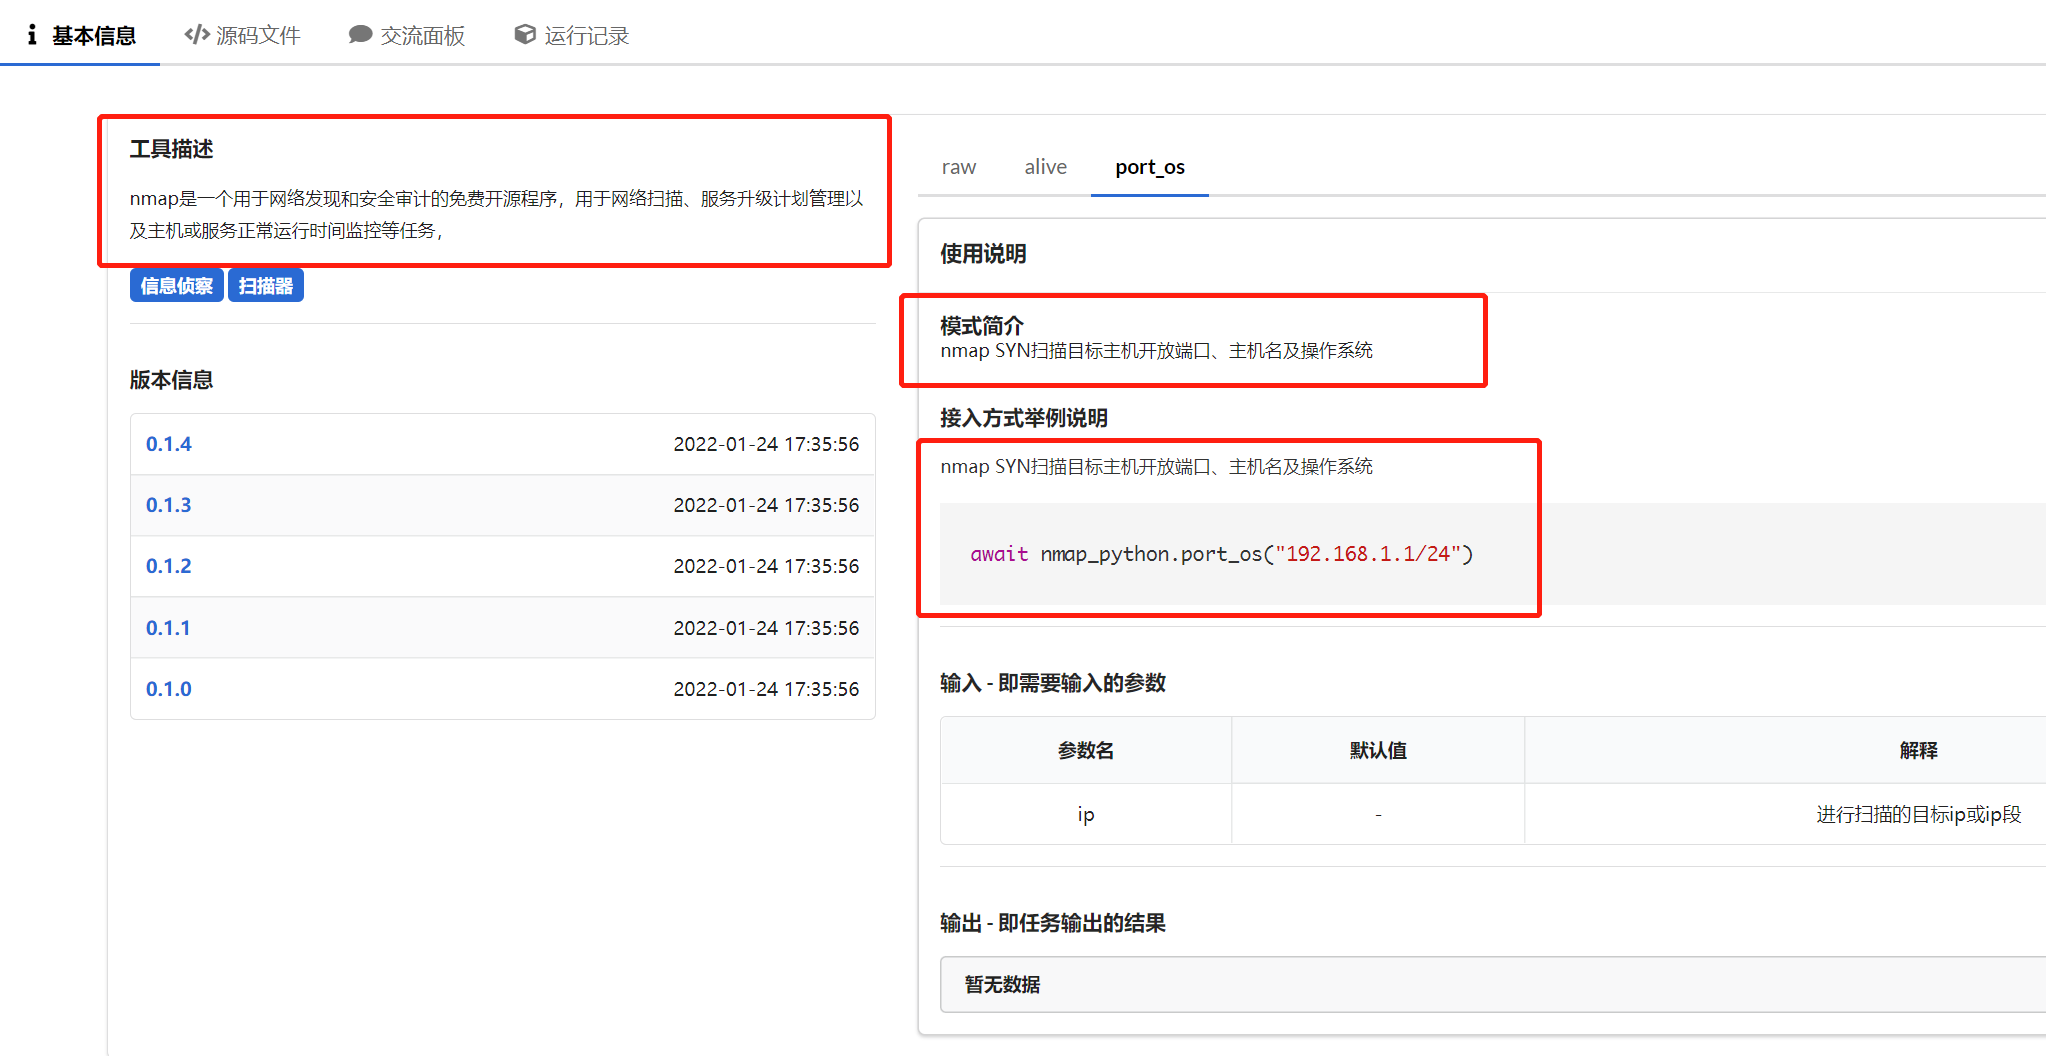 基本信息 源码文件 交流面板 运行记录
工具描述
nmap是一个用于网络发现和安全审计的免费开源程序，用于网络扫描、服务升级计划管理以
及主机或服务正常运行时间监控等任务，
信息侦察 扫描器
版本信息
0.1.4 2022-01-24 17:35:56
0.1.3 2022-01-24 17:35:56
0.1.2 2022-01-24 17:35:56
0.1.1 2022-01-24 17:35:56
0.1.0 2022-01-24 17:35:56
raw alive port_os
使用说明
模式简介
nmap SYN扫描目标主机开放端口、主机名及操作系统
接入方式举例说明
nmap SYN扫描目标主机开放端口、主机名及操作系统
await nmap_python.port_os("192.168.1.1/24")
输入 - 即需要输入的参数
参数名 默认值 解释
ip - 进行扫描的目标ip或ip段
输出 - 即任务输出的结果
暂无数据